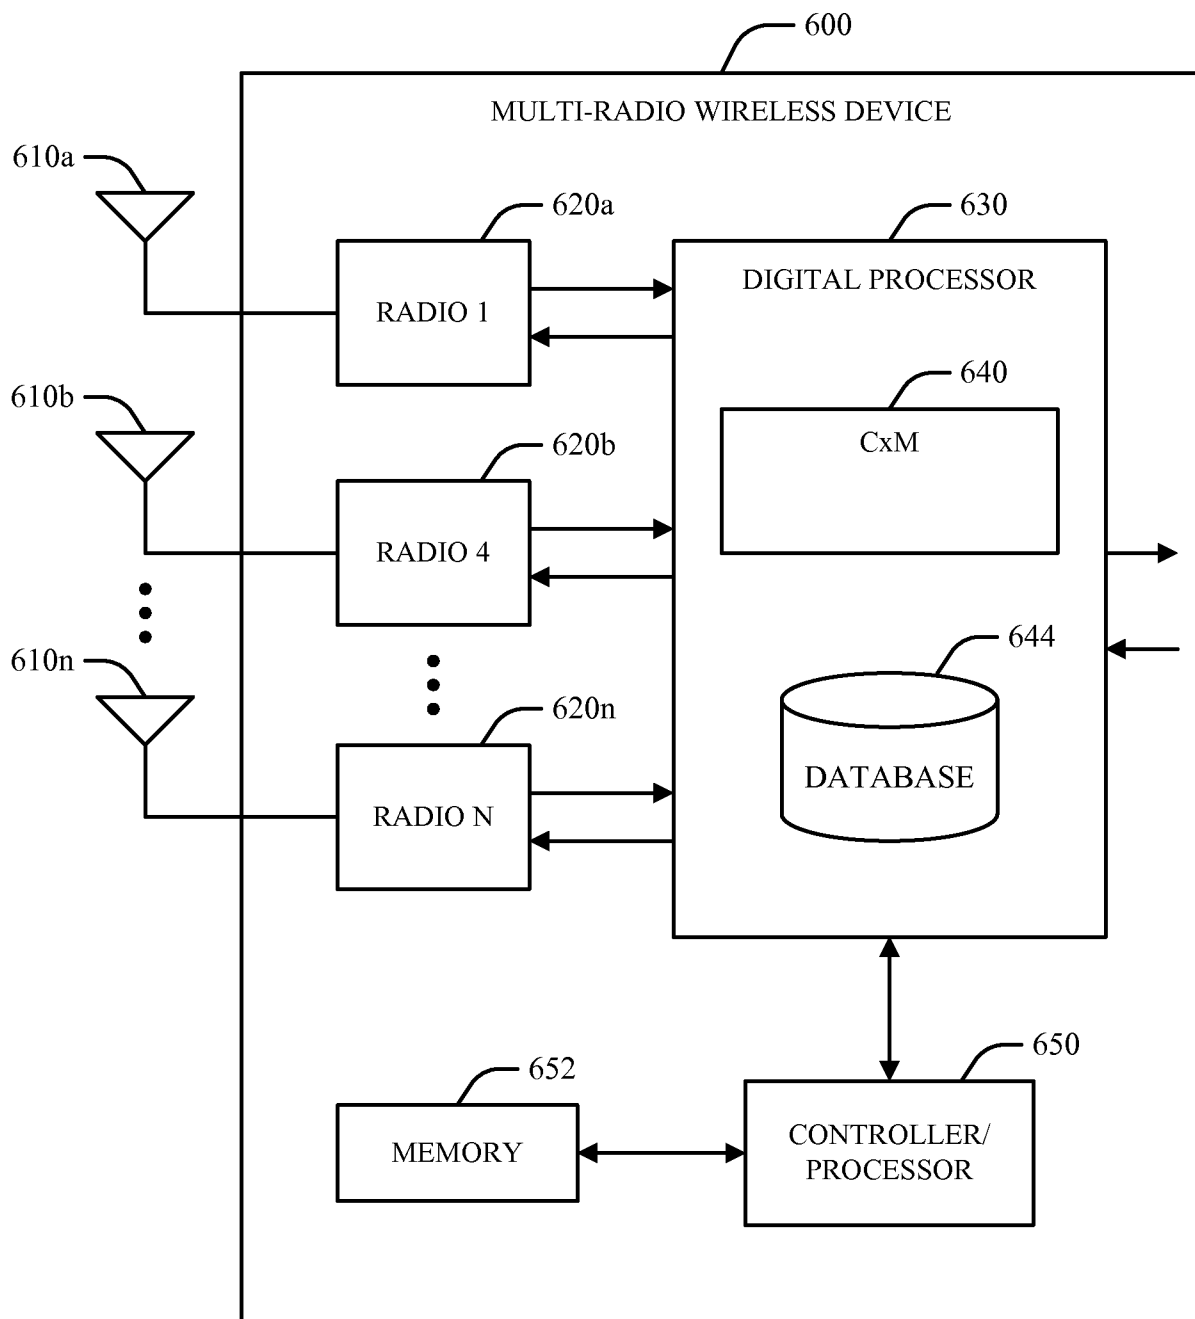 600
MULTI-RADIO WIRELESS DEVICE
610a
620a
630
RADIO 1
DIGITAL PROCESSOR
610b
620b
640
CxM
RADIO 4
610n
620n
644
RADIO N
DATABASE
652
650
MEMORY
CONTROLLER/
PROCESSOR